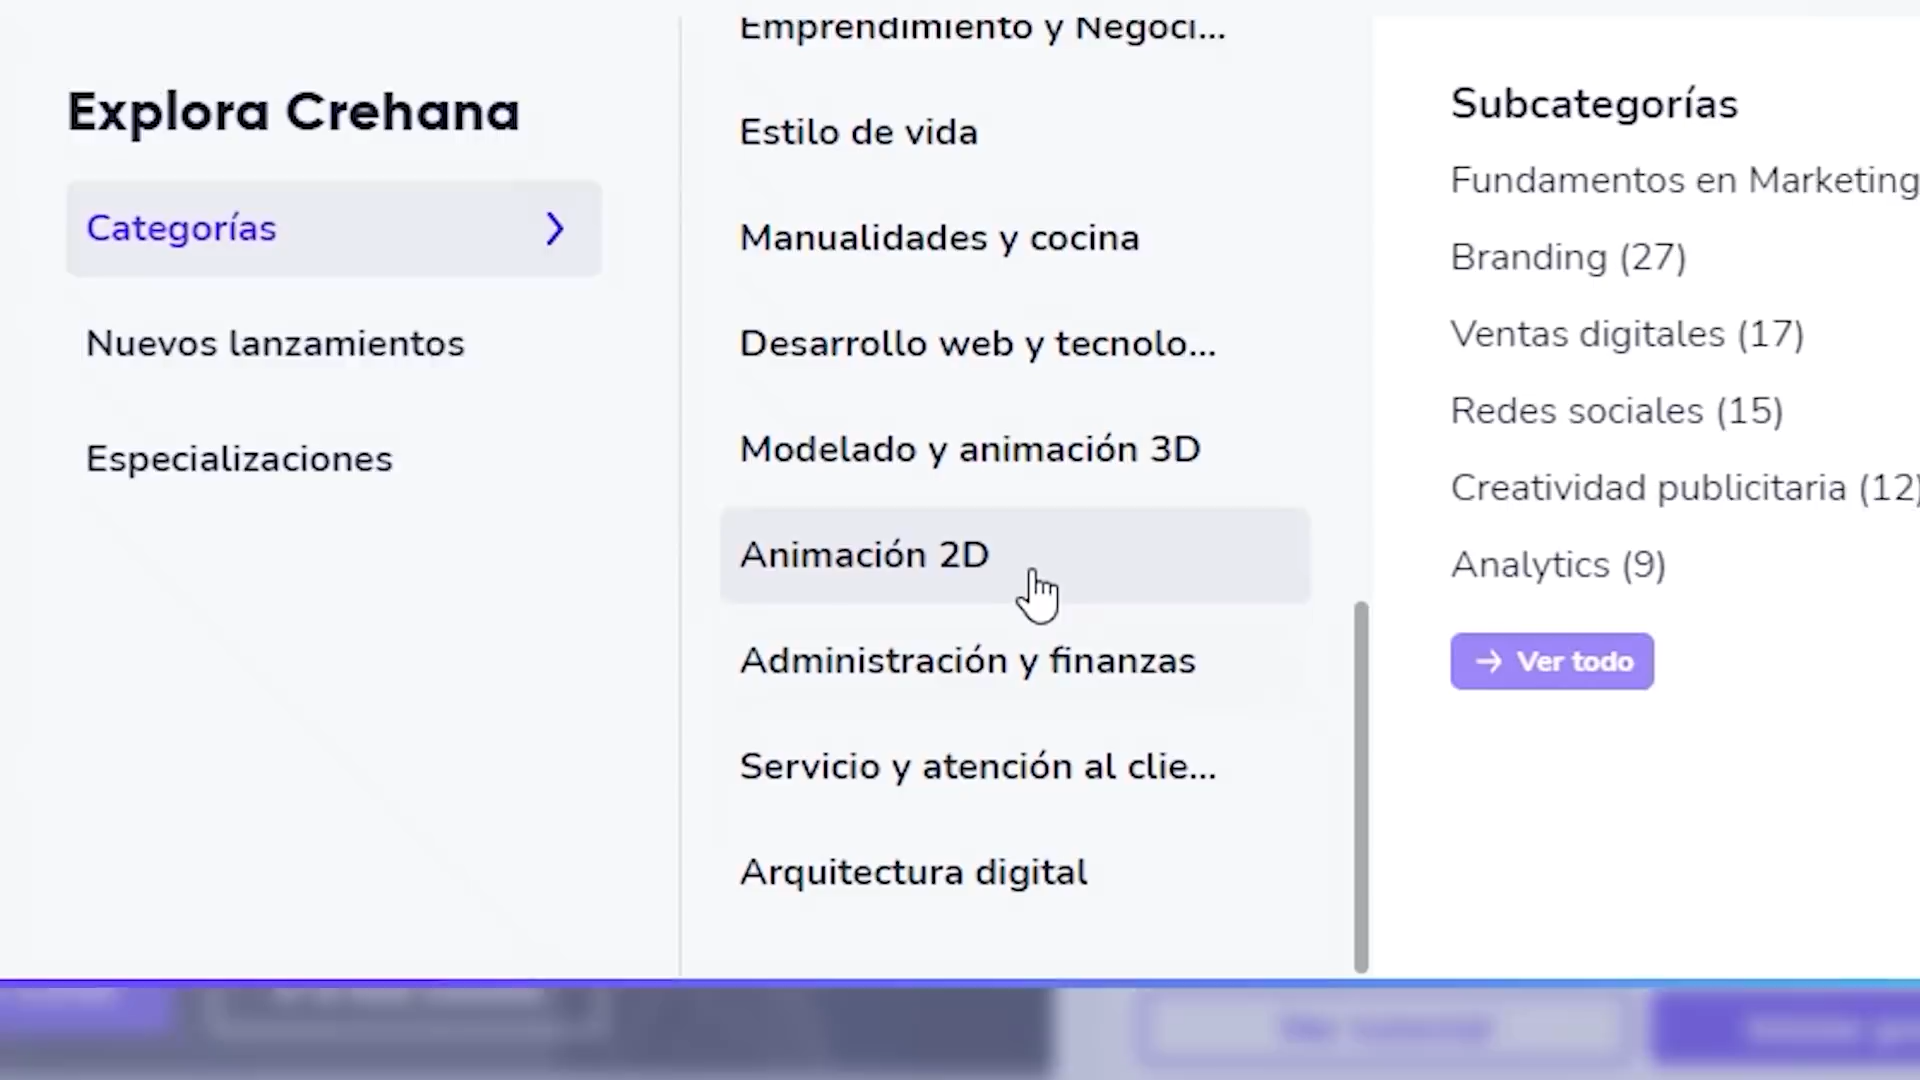 Explora Crehana
Categorías
Nuevos lanzamientos
Especializaciones
Emprendimiento y Negoci...
Estilo de vida
Manualidades y cocina
Desarrollo web y tecnolo...
Modelado y animación 3D
Animación 2D
Administración y finanzas
Servicio y atención al clie...
Arquitectura digital
Subcategorías
Fundamentos en Marketing
Branding (27)
Ventas digitales (17)
Redes sociales (15)
Creatividad publicitaria (12)
Analytics (9)
Ver todo